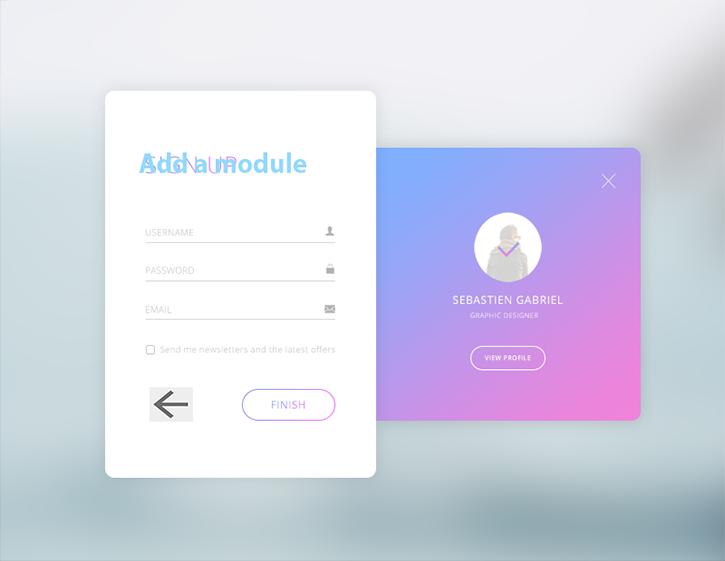 SIGN UP
Add a module
USERNAME
PASSWORD
EMAIL
Send me newsletters and the latest offers
FINISH
SEBASTIEN GABRIEL
GRAPHIC DESIGNER
VIEW PROFILE